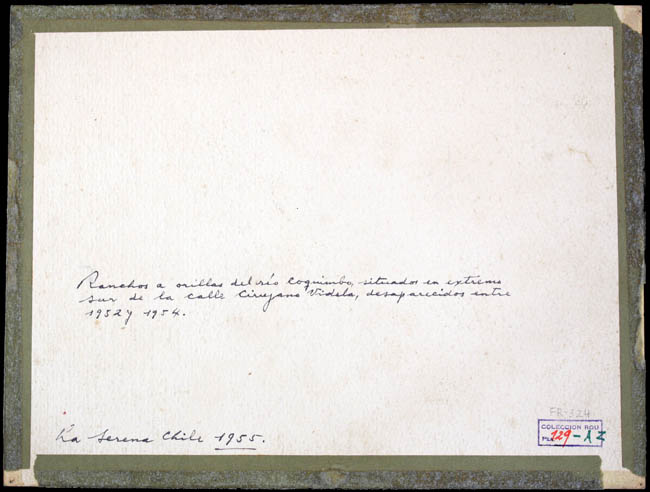 Ranchos a orillas del río Coquimbo, situados en extremo
sur de la calle Cirujano Videla, desaparecidos entre
1952 y 1954.
FR-324
COLECCION ROU
129-AZ
La Serena Chile 1955.